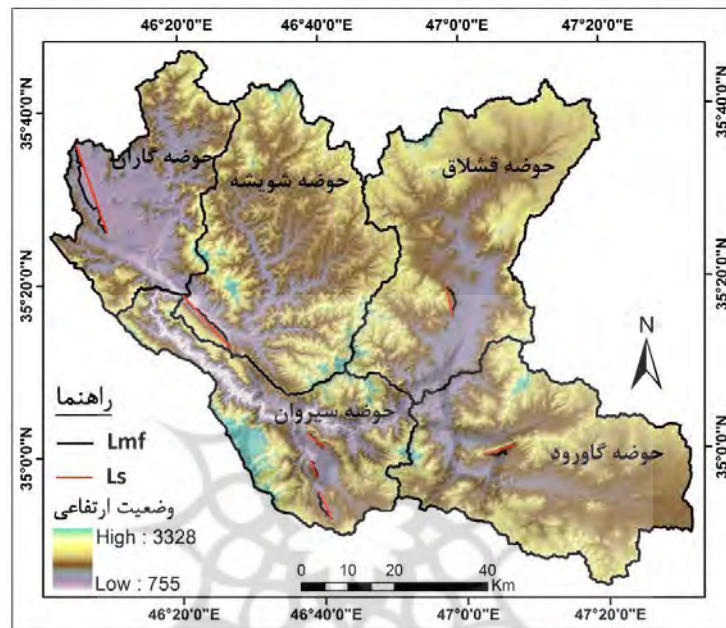 46°20'0"E 46°40'0"E 47°0'0"E 47°20'0"E
35°40'0"N
35°20'0"N
35°0'0"N
حوضه گاران
حوضه شویشه
حوضه قشلاق
حوضه سیروان
حوضه گاورود
35°40'0"N
35°20'0"N
35°0'0"N
N
راهنما
Lmf
Ls
وضعیت ارتفاعی
High : 3328
Low : 755
0 10 20 40
Km
46°20'0"E 46°40'0"E 47°0'0"E 47°20'0"E